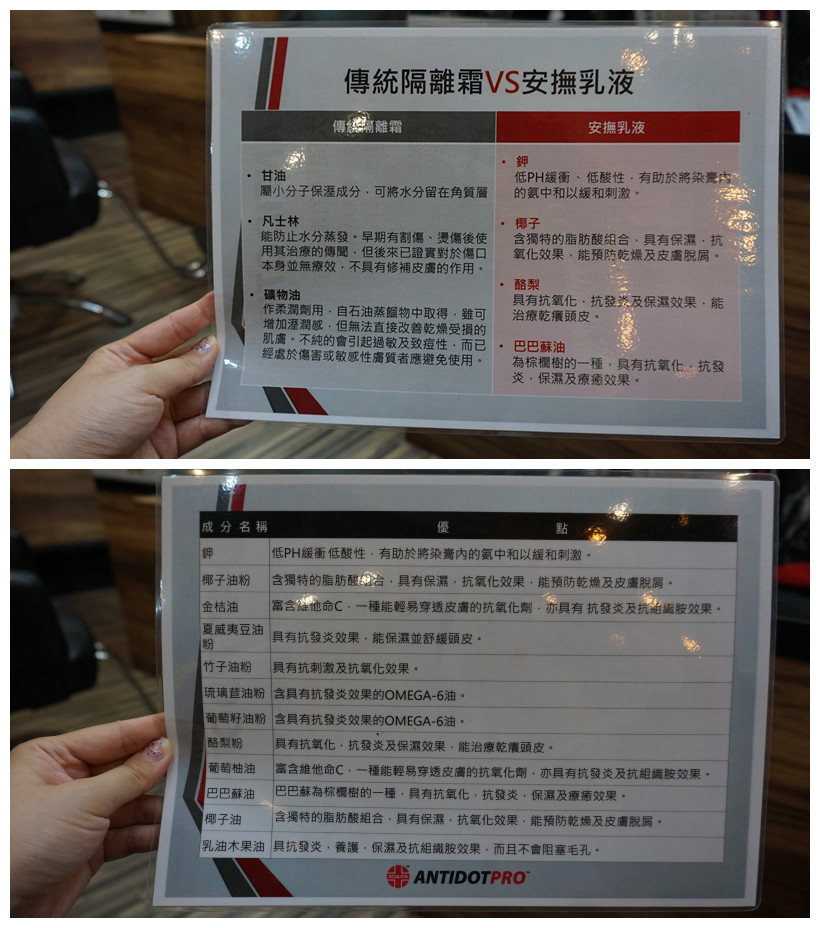 傳統隔離霜VS安撫乳液
傳統隔離霜
安撫乳液
• 甘油
屬小分子保溼成分，可將水分留在角質層
• 凡士林
能防止水分蒸發。早期有割傷、燙傷後使
用其治療的傳聞，但後來已證實對於傷口
本身並無療效，不具有修補皮膚的作用。
• 礦物油
作柔潤劑用，自石油蒸餾物中取得，雖可
增加溼潤感，但無法直接改善乾燥受損的
肌膚。不純的會引起過敏及致痘性，而已
經處於傷害或敏感性膚質者應避免使用。
• 鉀
低PH緩衝、低酸性，有助於將染膏內
的氨中和以緩和刺激。
• 椰子
含獨特的脂肪酸組合，具有保濕，抗
氧化效果，能預防乾燥及皮膚脫屑。
• 酪梨
具有抗氧化，抗發炎及保濕效果，能
治療乾癢頭皮。
• 巴巴蘇油
為棕櫚樹的一種，具有抗氧化，抗發
炎，保濕及療癒效果。
成分名稱 優 點
鉀 低PH緩衝 低酸性，有助於將染膏內的氨中和以緩和刺激。
椰子油粉 含獨特的脂肪酸組合，具有保濕，抗氧化效果，能預防乾燥及皮膚脫屑。
金桔油 富含維他命C，一種能輕易穿透皮膚的抗氧化劑，亦具有 抗發炎及抗組織胺效果。
夏威夷豆油
粉 具有抗發炎效果，能保濕並舒緩頭皮。
竹子油粉 具有抗刺激及抗氧化效果。
琉璃苣油粉 含具有抗發炎效果的OMEGA-6油。
葡萄籽油粉 含具有抗發炎效果的OMEGA-6油。
酪梨粉 具有抗氧化，抗發炎及保濕效果，能治療乾癢頭皮。
葡萄柚油 富含維他命C，一種能輕易穿透皮膚的抗氧化劑，亦具有抗發炎及抗組織胺效果。
巴巴蘇油 巴巴蘇為棕櫚樹的一種，具有抗氧化，抗發炎，保濕及療癒效果。
椰子油 含獨特的脂肪酸組合，具有保濕，抗氧化效果，能預防乾燥及皮膚脫屑。
乳油木果油 具抗發炎，養護，保濕及抗組織胺效果，而且不會阻塞毛孔。
ANTIDOTPRO™